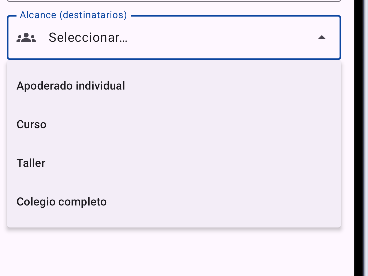 Alcance (destinatarios)
Seleccionar...
Apoderado individual
Curso
Taller
Colegio completo